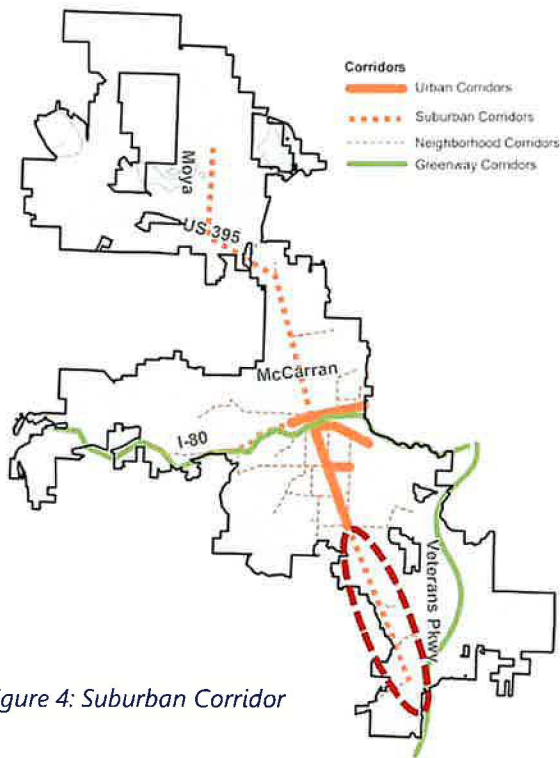 Corridors
Urban Corridors
Suburban Corridors
Neighborhood Corridors
Greenway Corridors
Moya
US 395
McCarran
I-80
Veterans Pkwy
igure 4: Suburban Corridor